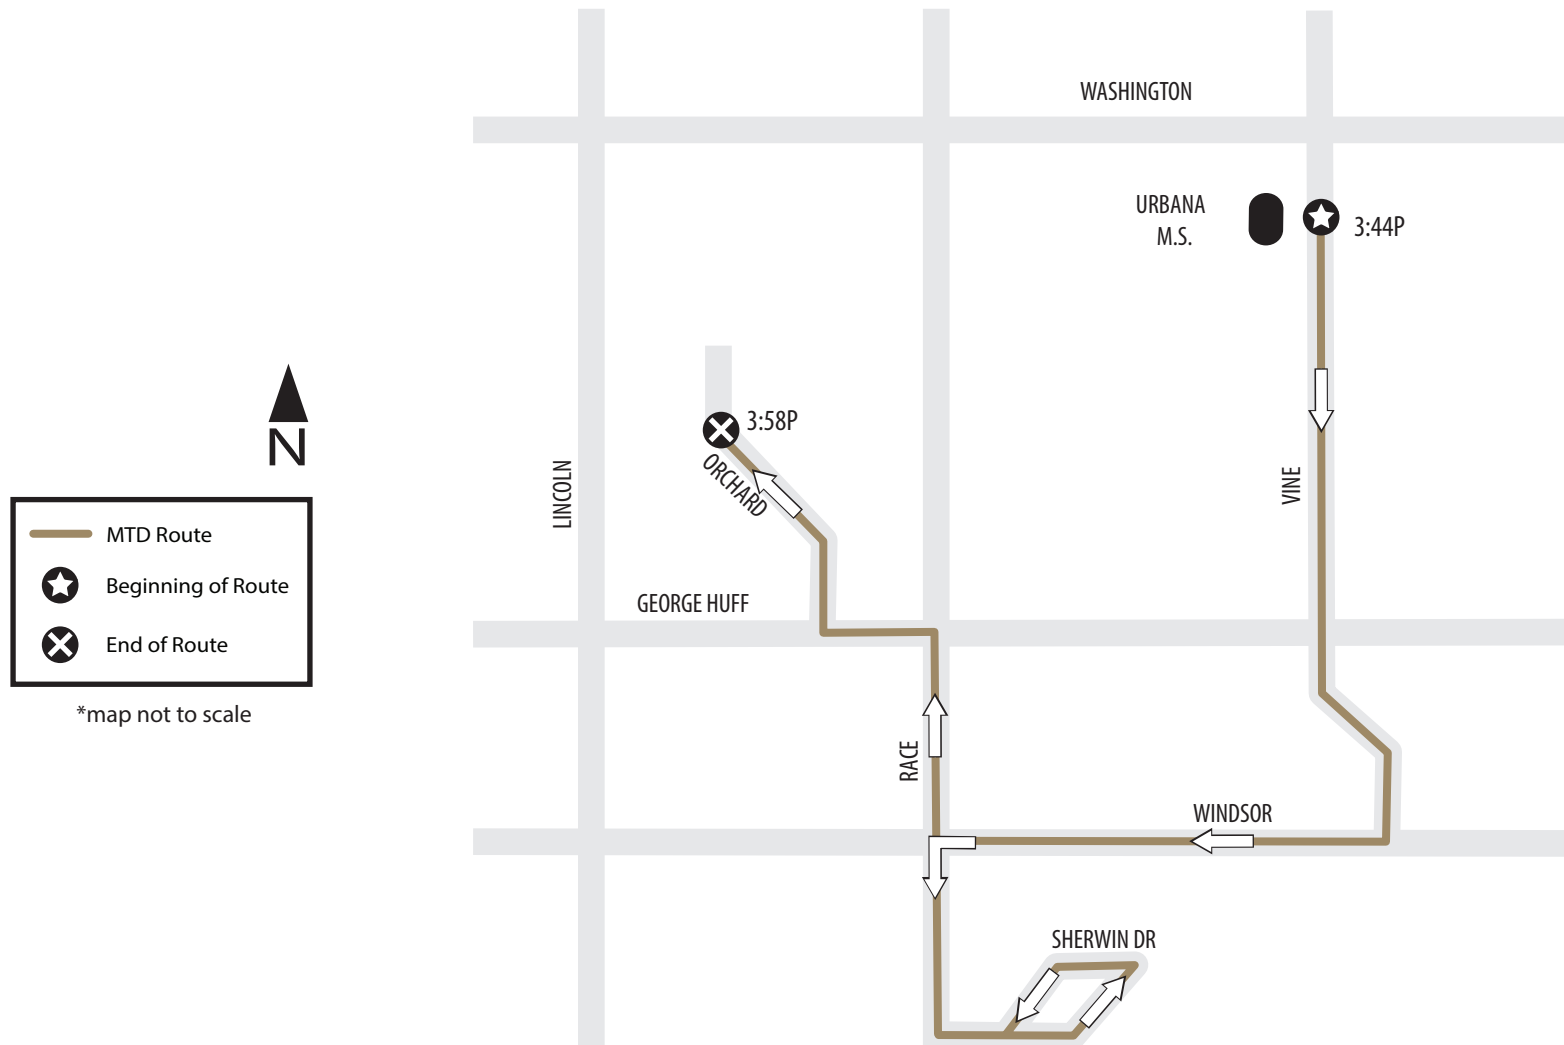 WASHINGTON
URBANA
M.S.
3:44P
3:58P
ORCHARD
LINCOLN
VINE
N
MTD Route
Beginning of Route
End of Route
*map not to scale
GEORGE HUFF
RACE
WINDSOR
SHERWIN DR